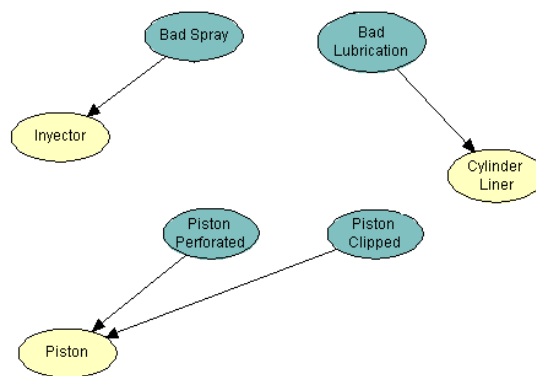 Bad Spray
Bad
Lubrication
Inyector
Cylinder
Liner
Piston
Perforated
Piston
Clipped
Piston